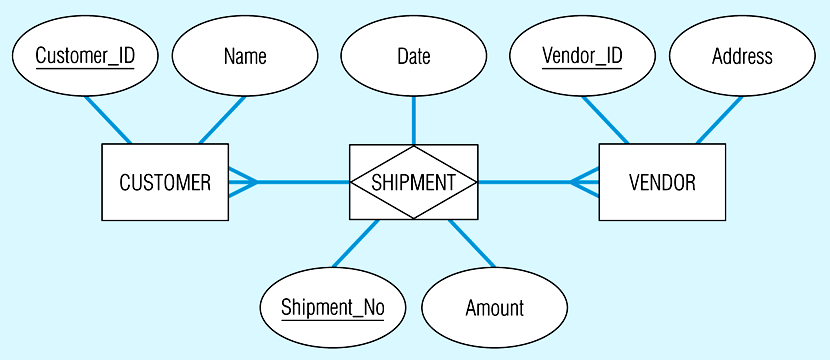 Customer_ID
Name
Date
Vendor_ID
Address
CUSTOMER
SHIPMENT
VENDOR
Shipment_No
Amount